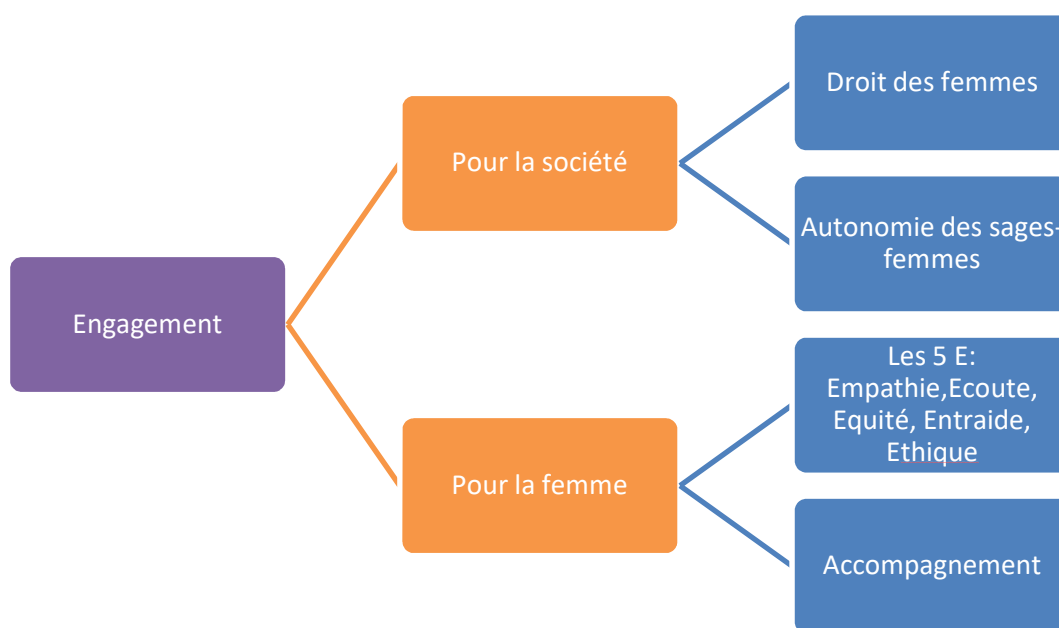 Engagement
Pour la société
Droit des femmes
Autonomie des sages-
femmes
Pour la femme
Les 5 E:
Empathie,Ecoute,
Equité, Entraide,
Ethique
Accompagnement